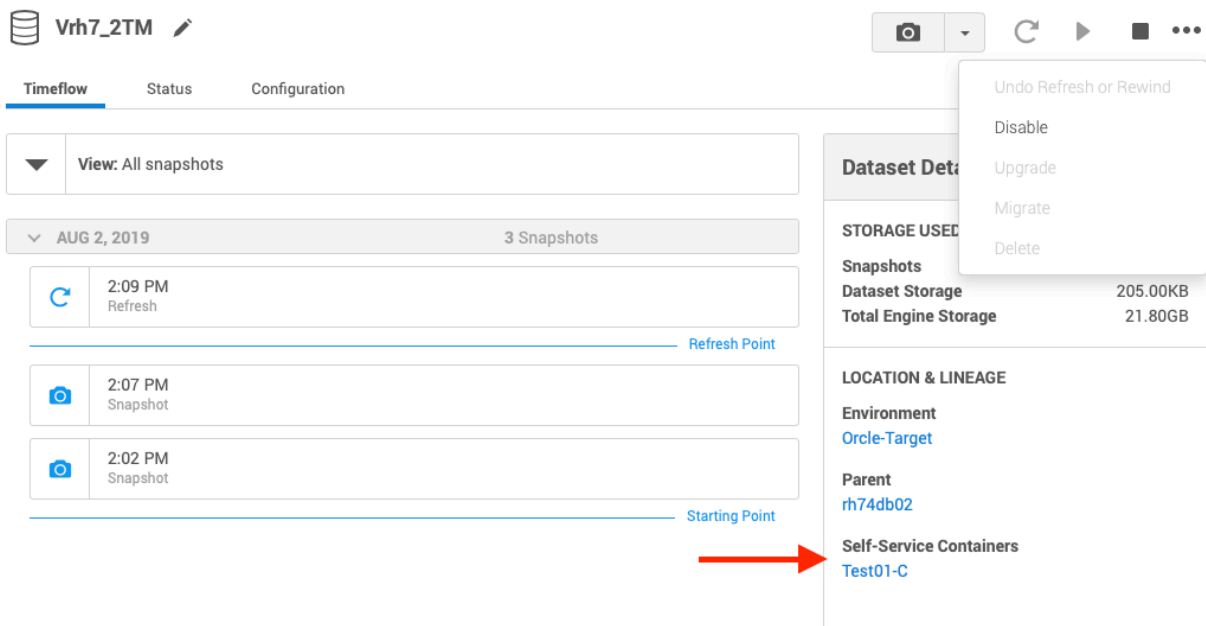 Vrh7_2TM
Timeflow
Status
Configuration
Undo Refresh or Rewind
Disable
Upgrade
Migrate
Delete
View: All snapshots
AUG 2, 2019
3 Snapshots
2:09 PM
Refresh
Refresh Point
2:07 PM
Snapshot
2:02 PM
Snapshot
Starting Point
Dataset Deta
STORAGE USED
Snapshots
Dataset Storage 205.00KB
Total Engine Storage 21.80GB
LOCATION & LINEAGE
Environment
Orcle-Target
Parent
rh74db02
Self-Service Containers
Test01-C